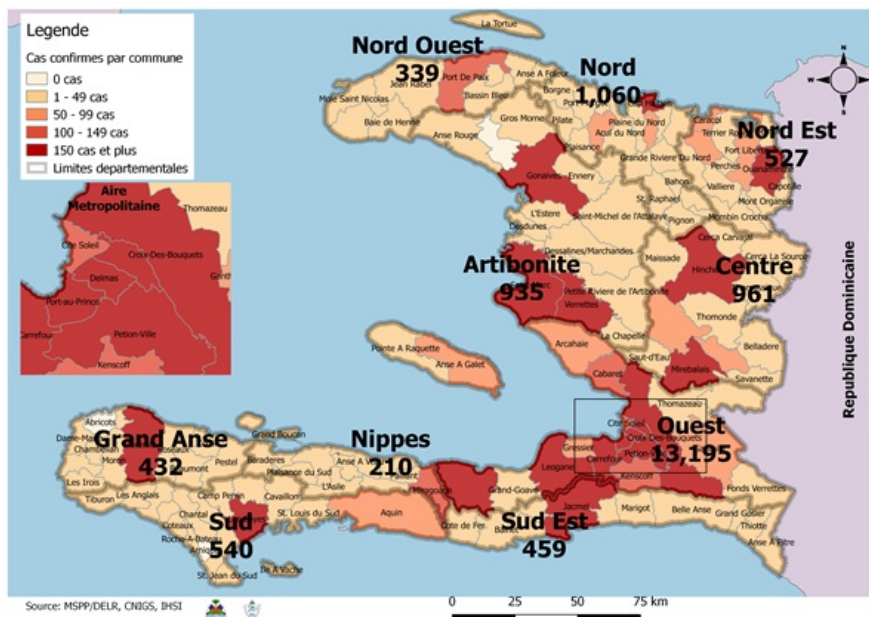 Legende
Cas confirmes par commune
0 cas
1 - 49 cas
50 - 99 cas
100 - 149 cas
150 cas et plus
Limites departementales
Aire
Metropolitaine
Thomazeau
Cite Soleil
Croix-Des-Bouquets
Delmas
Port-au-Prince
Carrefour
Petion-Ville
Kenscoff
La Tortue
Nord Ouest
339
Port De Paix
Anse A Foleur
Jean Rabel
Bassin Bleu
Mole Saint Nicolas
Baie de Henne
Anse Rouge
Gros Morne
Nord
1,060
Borgne
Pilate
Plaine du Nord
Acul du Nord
Plaisance
Grande Riviere Du Nord
Bahon
St. Raphael
Pignon
Caracol
Nord Est
527
Fort Liberte
Perches
Ouanaminthe
Capotille
Valliere
Mont Organise
Mombin Crochu
Gonaives
Ennery
L'Estere
Desdunes
Saint-Michel de l'Attalaye
Dessalines/Marchandes
Artibonite
935
Petite Riviere de l'Artibonite
Verrettes
La Chapelle
Cerca Carvajal
Cerca La Source
Maissade
Centre
961
Thomonde
Belladere
Savanette
Mirebalais
Saut-d'Eau
Arcahaie
Cabaret
Pointe A Raquette
Anse A Galet
Thomazeau
Cite Soleil
Ouest
13,195
Croix-Des-Bouquets
Gressier
Carrefour
Leogane
Kenscoff
Fonds Verrettes
Abricots
Grand Anse
432
Les Irois
Pestel
Grand Boucan
Baraderes
Plaisance du Sud
Nippes
210
L'Asile
Miragoane
Grand-Goave
Tiburon
Les Anglais
Camp Perrin
Cavaillon
Chantal
Coteaux
Roche-A-Bateau
Sud
540
St. Louis du Sud
St. Jean du Sud
Ile A Vache
Aquin
Cote de Fer
Jacmel
Sud Est
459
Marigot
Belle Anse
Grand Gosier
Thiotte
Anse A Pitre
Republique Dominicaine
N
E
S
Source: MSPP/DELR, CNIGS, IHSI
0 25 50 75 km